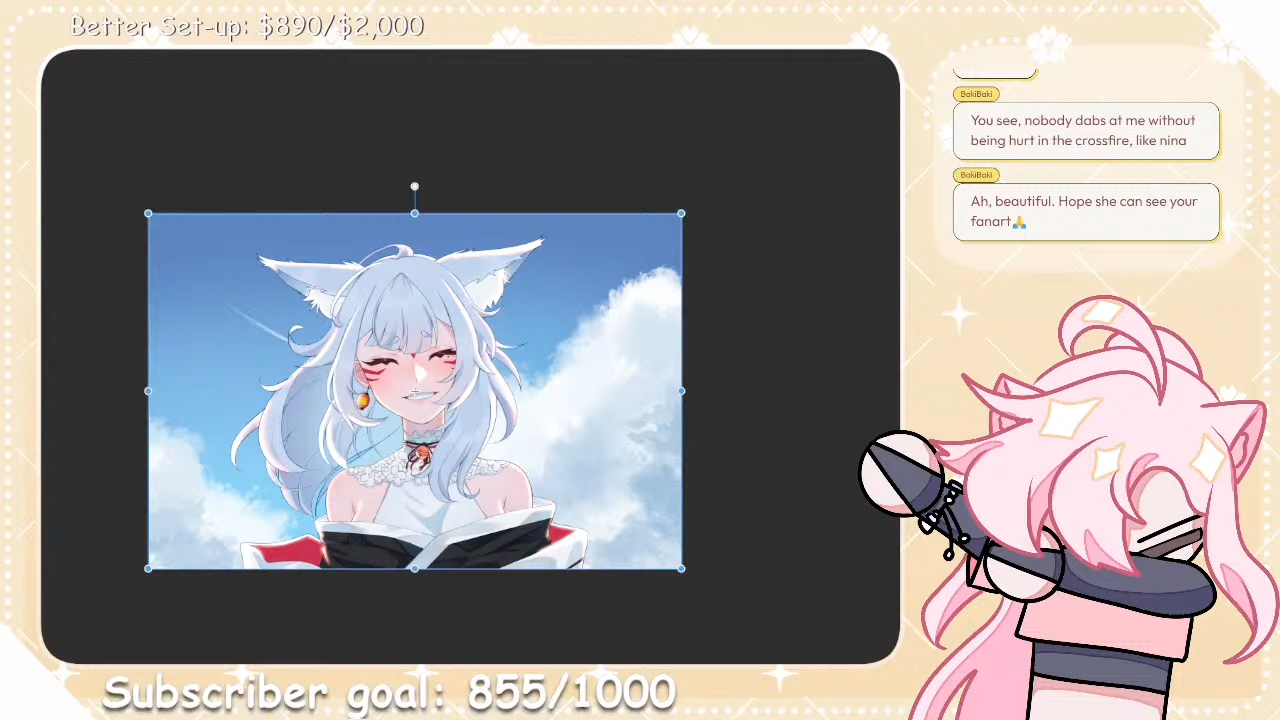 Better Set-up: $890/$2,000
BakiBaki
You see, nobody dabs at me without
being hurt in the crossfire, like nina
BakiBaki
Ah, beautiful. Hope she can see your
fanart🙏
Subscriber goal: 855/1000